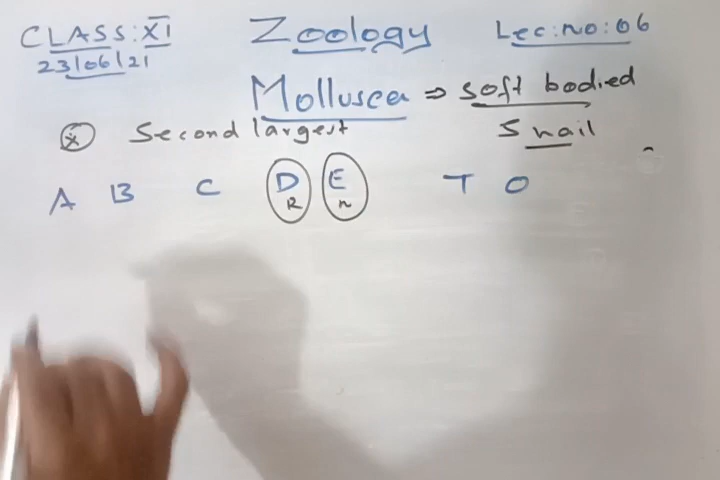 CLASS: XI Zoology Lec: no: 06
23/06/21
Mollusca ⇒ soft bodied
* Second largest Snail
A B C D E T O
R n